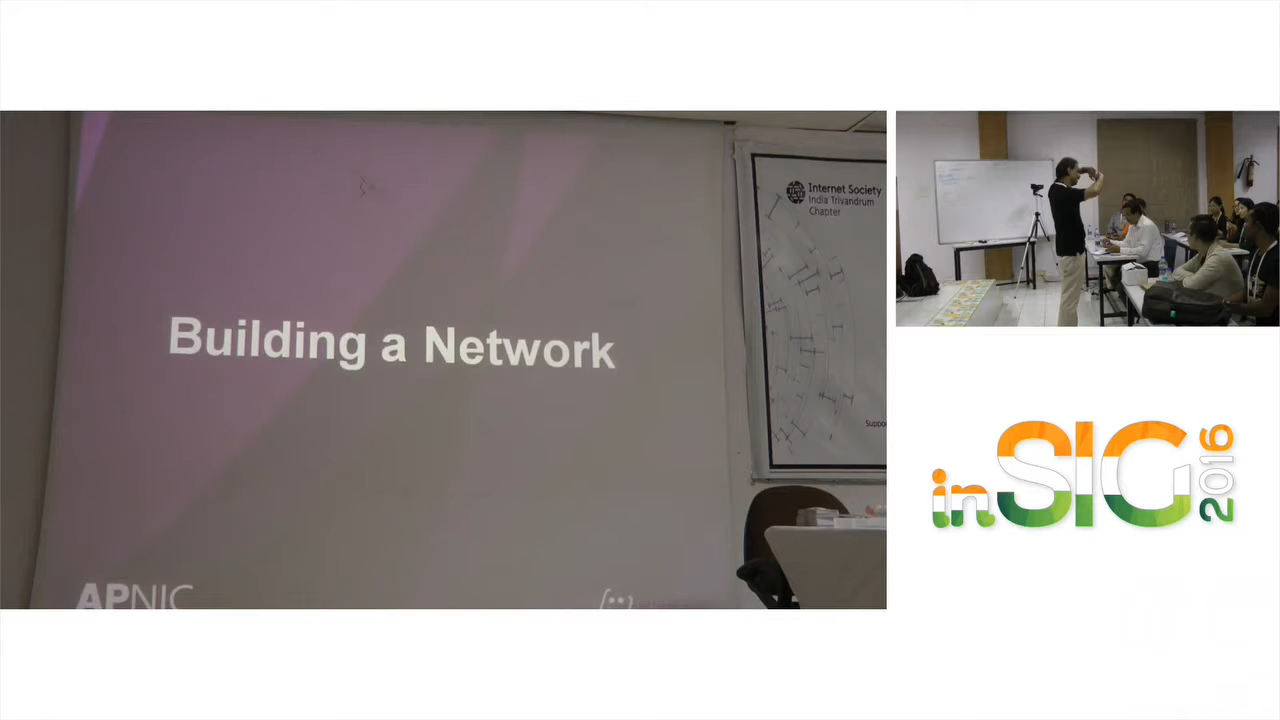 Building a Network
APNIC
Internet Society
India Trivandrum
Chapter
inSIG 2016